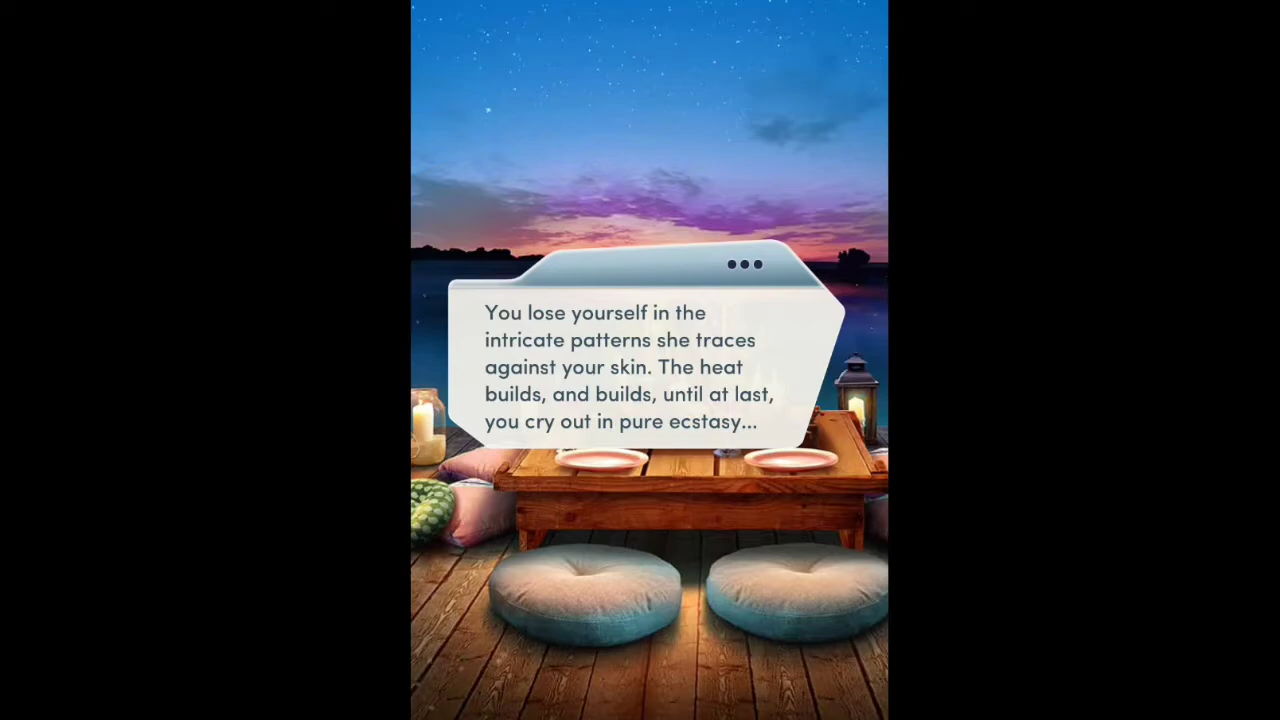 You lose yourself in the
intricate patterns she traces
against your skin. The heat
builds, and builds, until at last,
you cry out in pure ecstasy...